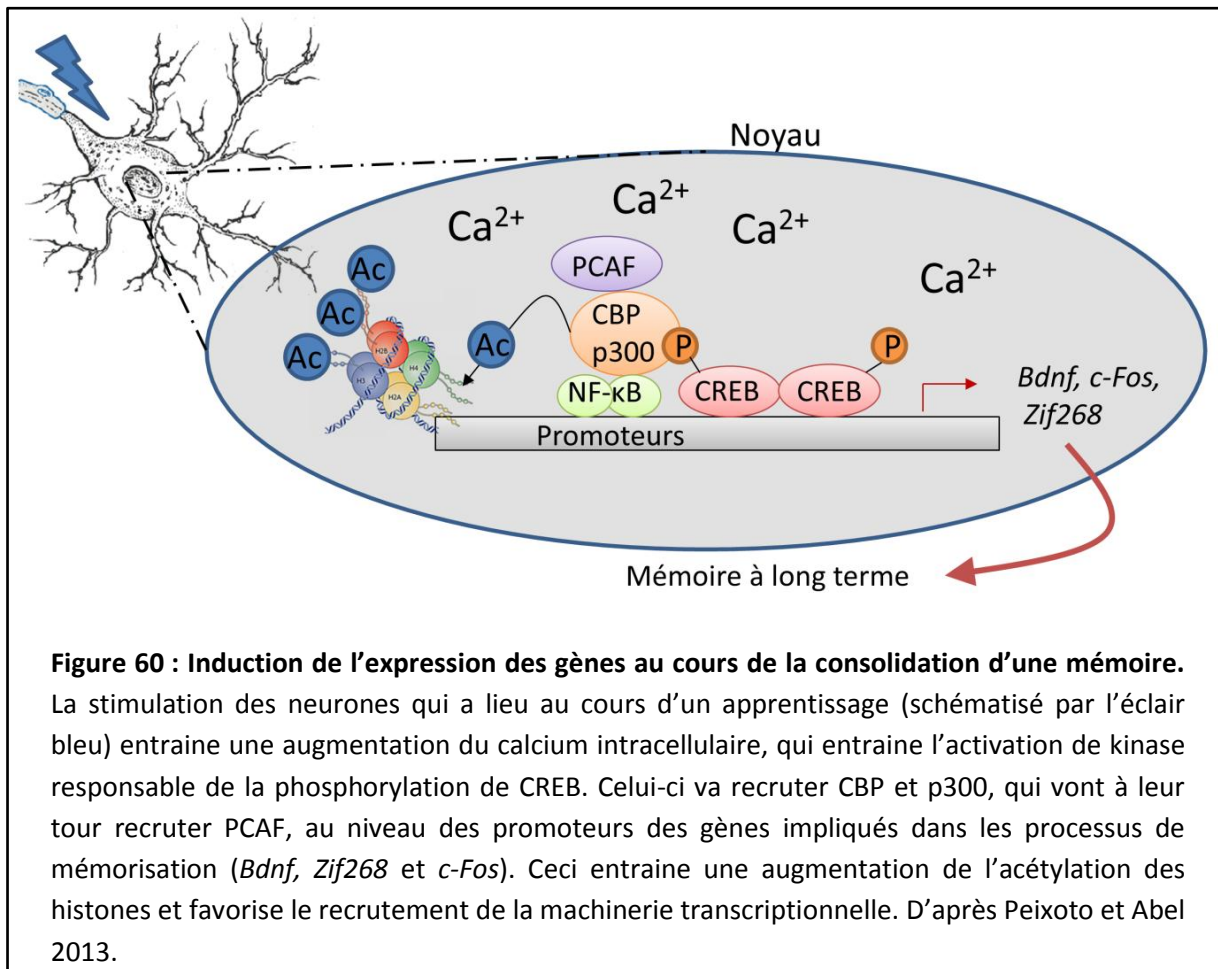 Noyau
Ca2+
Ca2+
Ca2+
Ca2+
PCAF
Ac
Ac
Ac
Ac
CBP
p300
P
P
H2B
H3
H4
H2A
NF-κB
CREB
CREB
Bdnf, c-Fos,
Zif268
Promoteurs
Mémoire à long terme
Figure 60 : Induction de l’expression des gènes au cours de la consolidation d’une mémoire.
La stimulation des neurones qui a lieu au cours d’un apprentissage (schématisé par l’éclair
bleu) entraine une augmentation du calcium intracellulaire, qui entraine l’activation de kinase
responsable de la phosphorylation de CREB. Celui-ci va recruter CBP et p300, qui vont à leur
tour recruter PCAF, au niveau des promoteurs des gènes impliqués dans les processus de
mémorisation (Bdnf, Zif268 et c-Fos). Ceci entraine une augmentation de l’acétylation des
histones et favorise le recrutement de la machinerie transcriptionnelle. D’après Peixoto et Abel
2013.